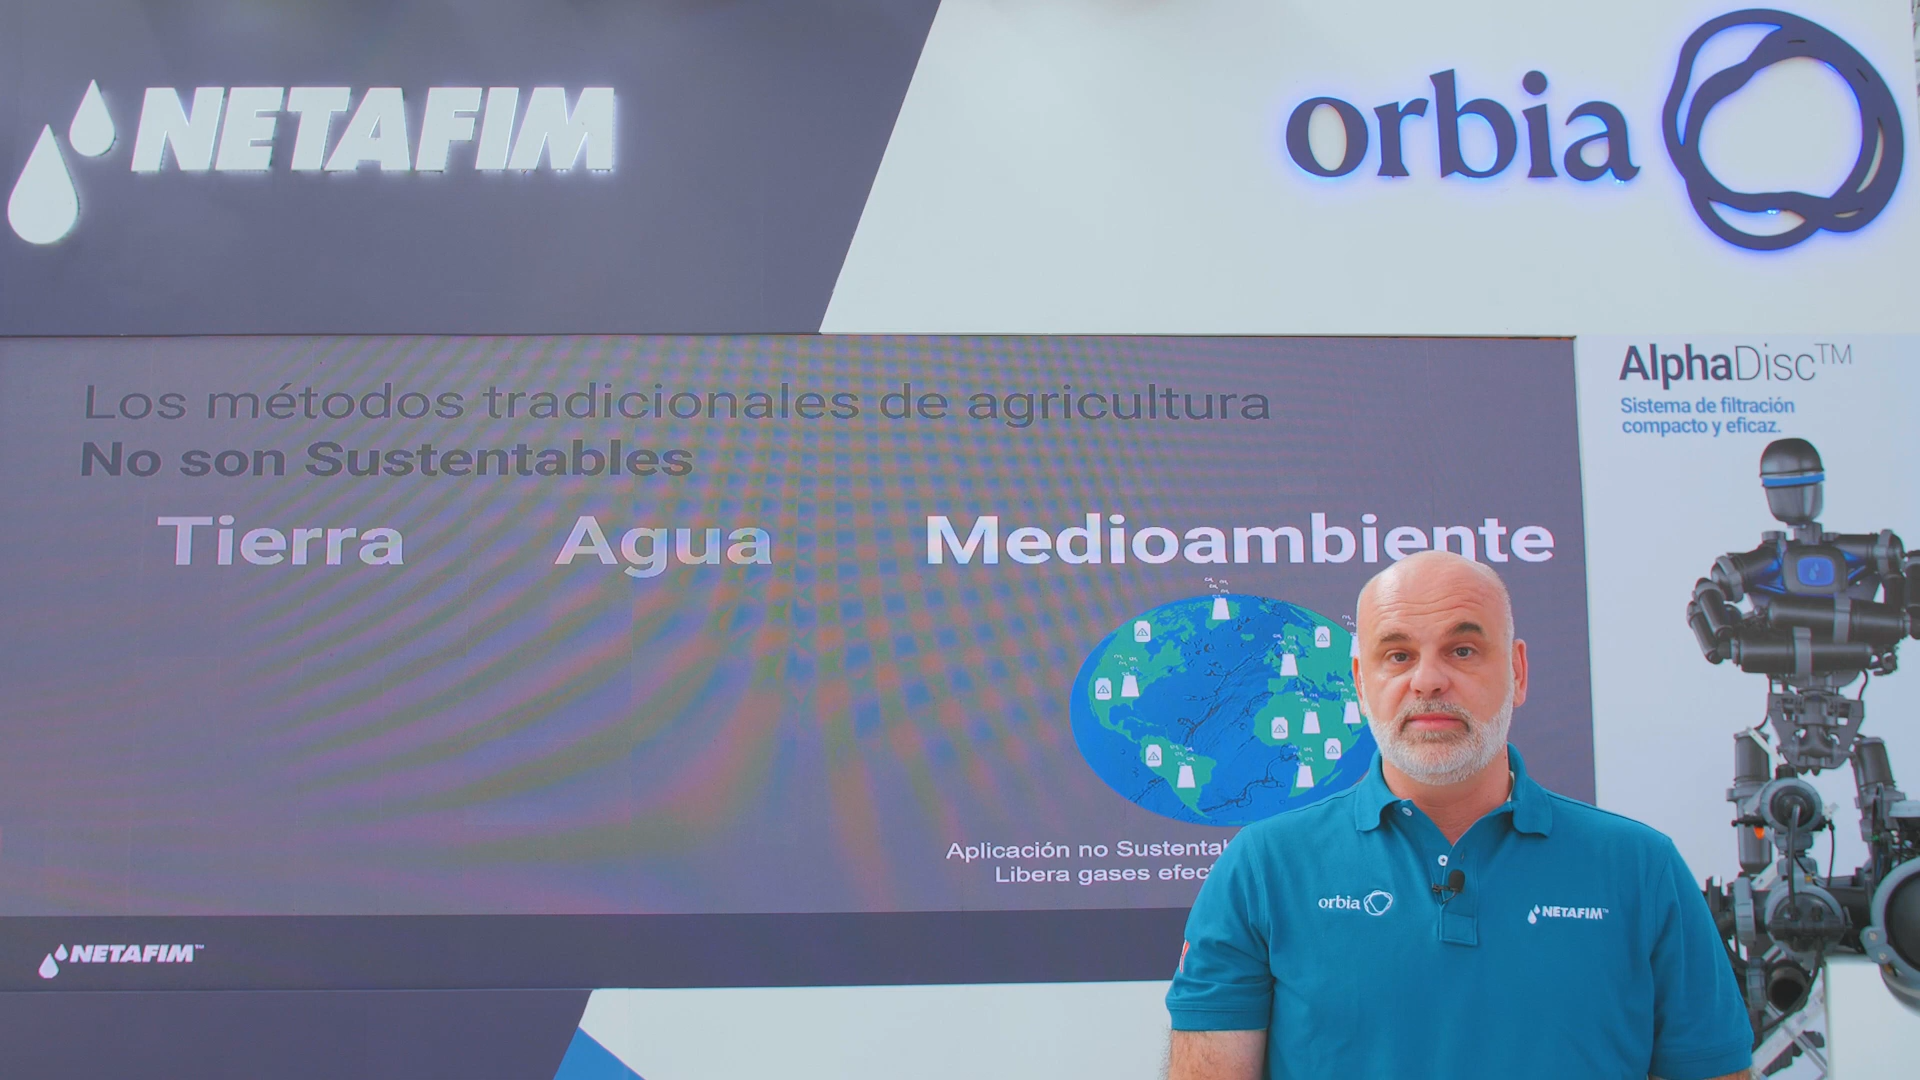 NETAFIM
orbia
Los métodos tradicionales de agricultura
No son Sustentables
Tierra
Agua
Medioambiente
Aplicación no
Libera gases
NETAFIM™
AlphaDisc™
Sistema de filtración
compacto y eficaz.
orbia
NETAFIM™